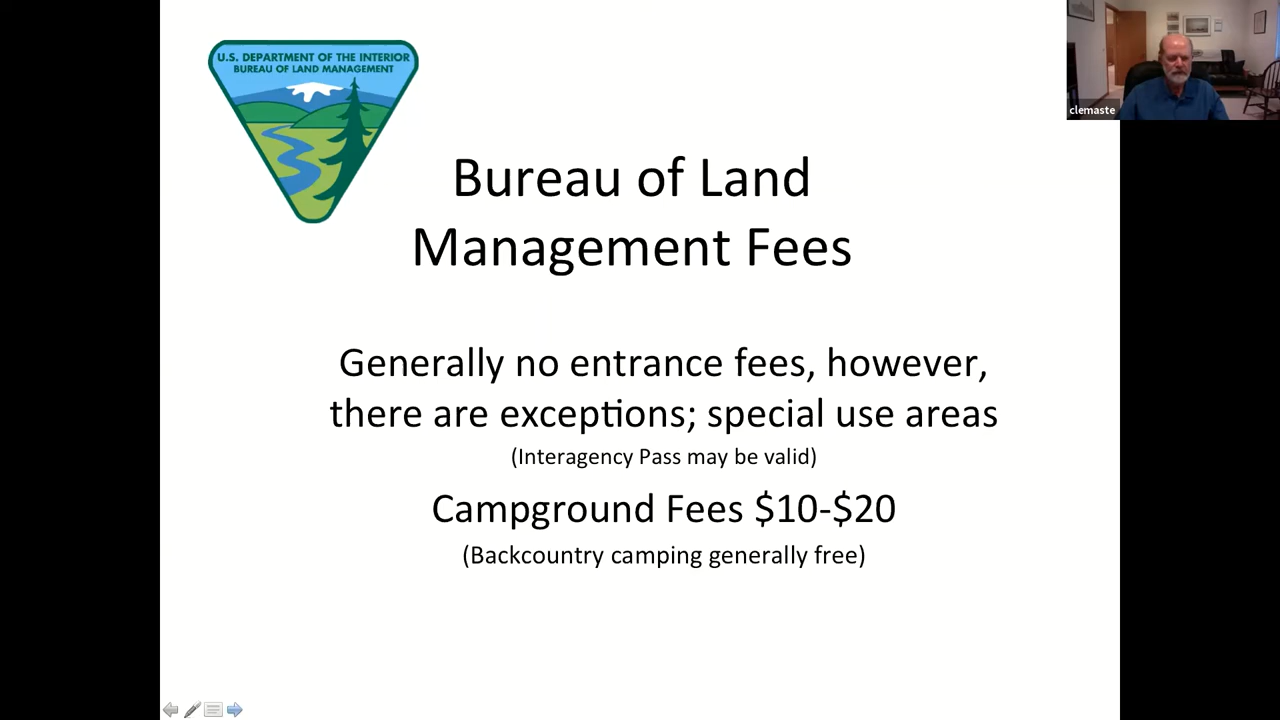 U.S. DEPARTMENT OF THE INTERIOR
BUREAU OF LAND MANAGEMENT
clemaste
Bureau of Land
Management Fees
Generally no entrance fees, however,
there are exceptions; special use areas
(Interagency Pass may be valid)
Campground Fees $10-$20
(Backcountry camping generally free)